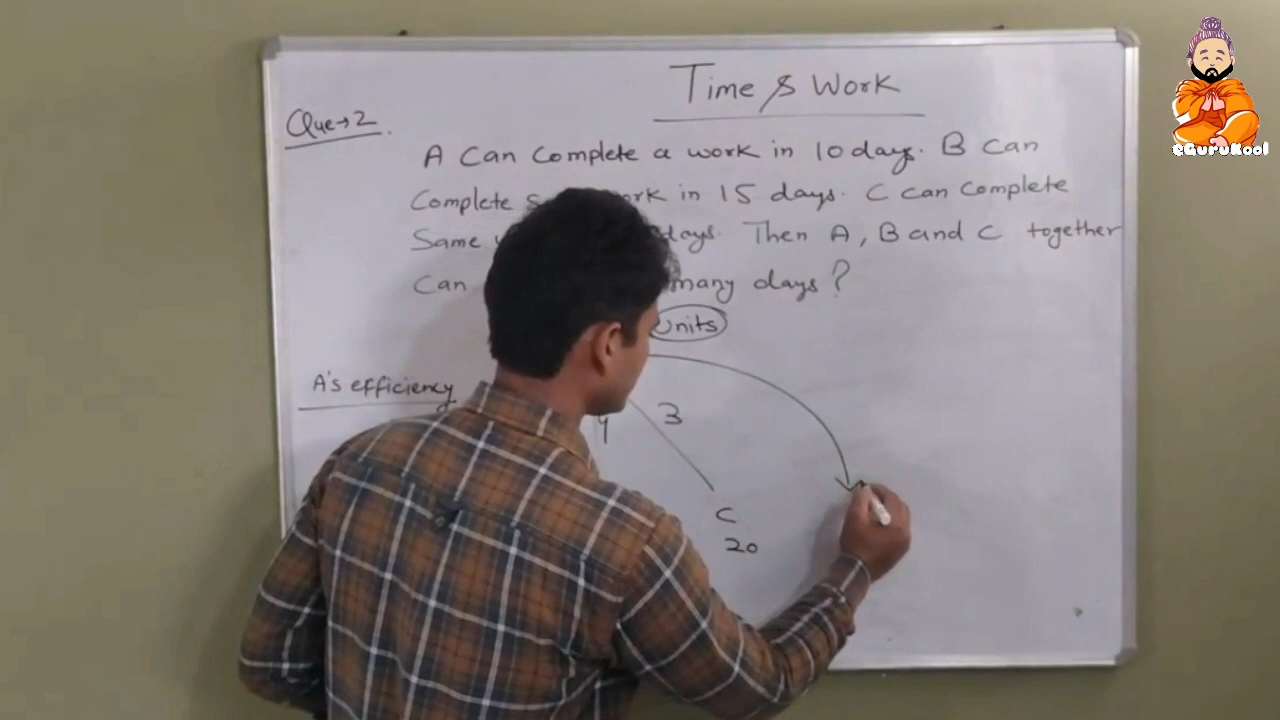 eGuruKool
Time & Work
Que→2
A Can Complete a work in 10 days. B Can
Complete in 15 days. C can Complete
Same days. Then A, B and C together
Can many days?
Units
A's efficiency
4 3
C
20